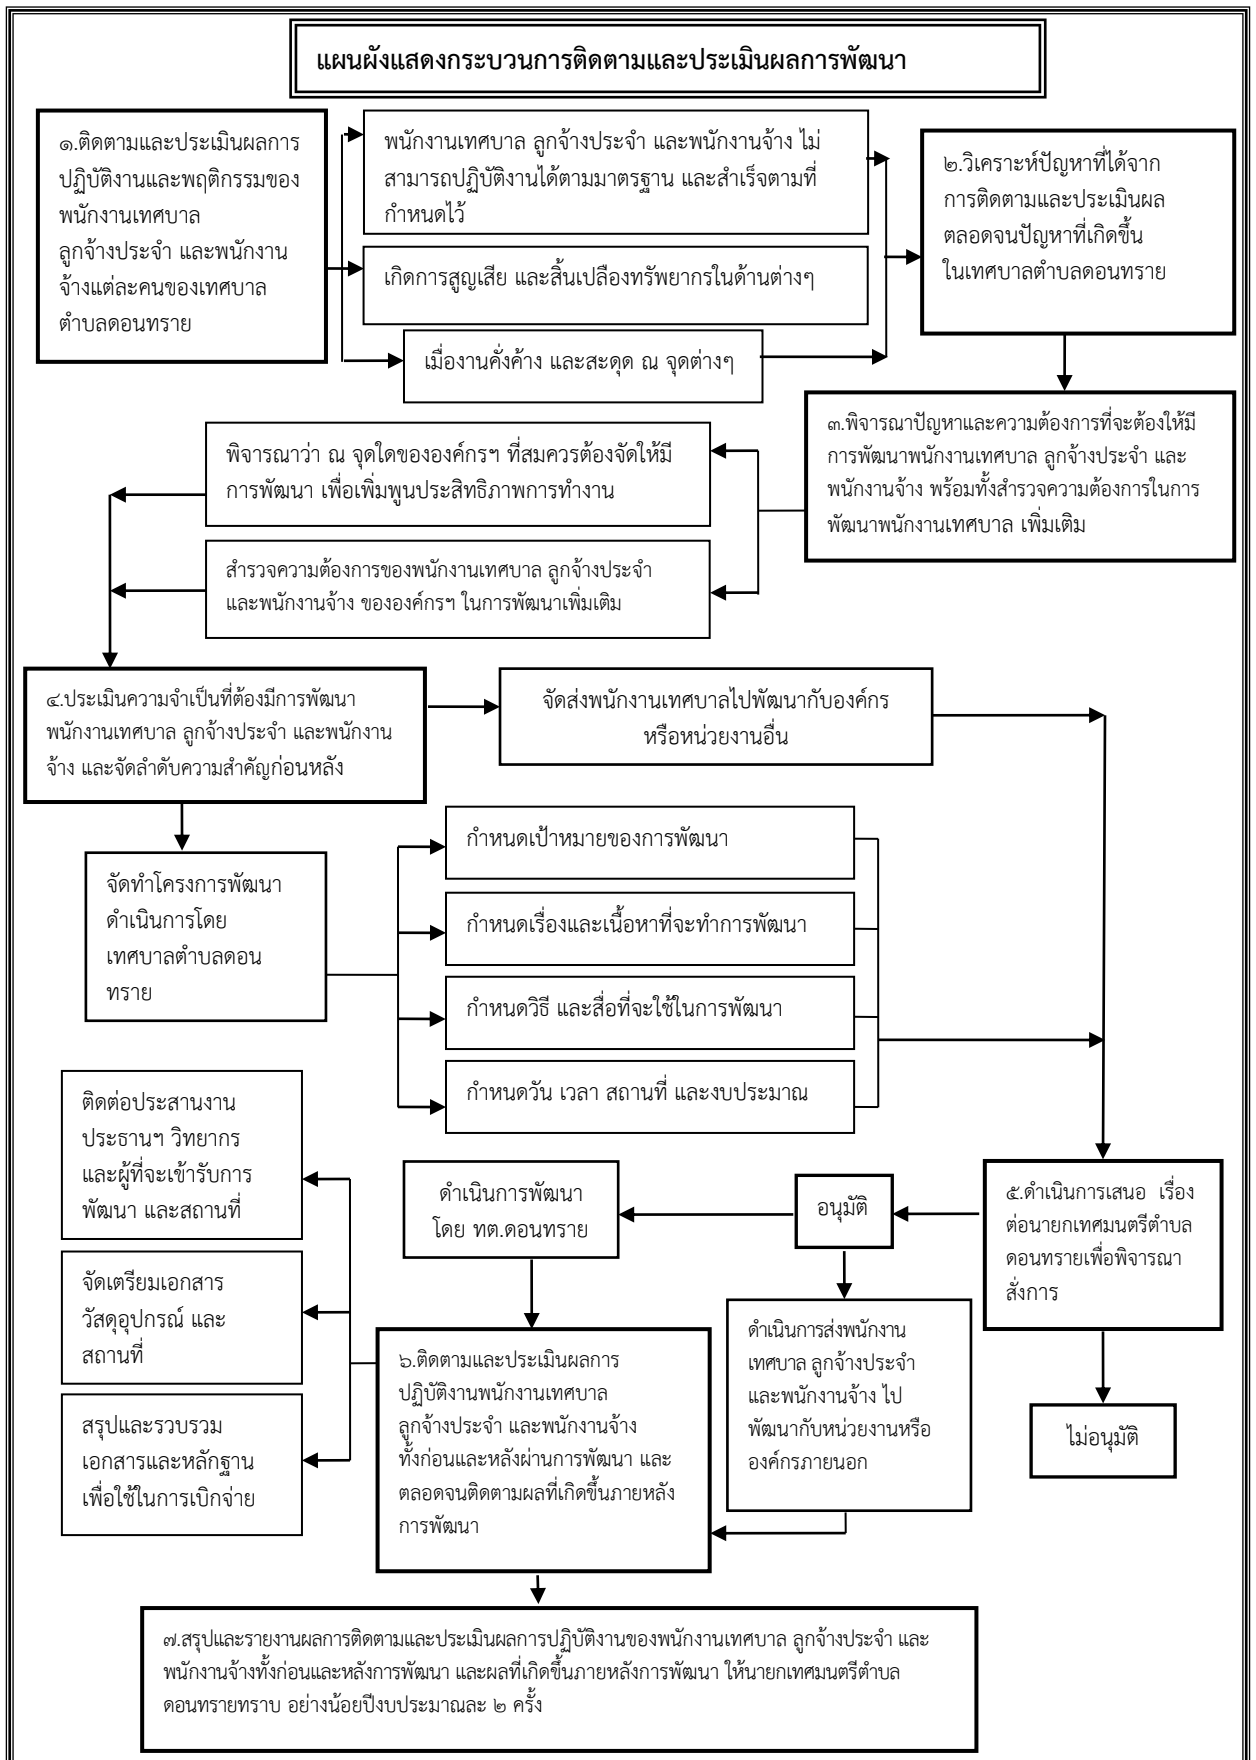 แผนผังแสดงกระบวนการติดตามและประเมินผลการพัฒนา
๑.ติดตามและประเมินผลการ
ปฏิบัติงานและพฤติกรรมของ
พนักงานเทศบาล
ลูกจ้างประจำ และพนักงาน
จ้างแต่ละคนของเทศบาล
ตำบลดอนทราย
พนักงานเทศบาล ลูกจ้างประจำ และพนักงานจ้าง ไม่
สามารถปฏิบัติงานได้ตามมาตรฐาน และสำเร็จตามที่
กำหนดไว้
เกิดการสูญเสีย และสิ้นเปลืองทรัพยากรในด้านต่างๆ
เมื่องานคั่งค้าง และสะดุด ณ จุดต่างๆ
๒.วิเคราะห์ปัญหาที่ได้จาก
การติดตามและประเมินผล
ตลอดจนปัญหาที่เกิดขึ้น
ในเทศบาลตำบลดอนทราย
๓.พิจารณาปัญหาและความต้องการที่จะต้องให้มี
การพัฒนาพนักงานเทศบาล ลูกจ้างประจำ และ
พนักงานจ้าง พร้อมทั้งสำรวจความต้องการในการ
พัฒนาพนักงานเทศบาล เพิ่มเติม
พิจารณาว่า ณ จุดใดขององค์กรฯ ที่สมควรต้องจัดให้มี
การพัฒนา เพื่อเพิ่มพูนประสิทธิภาพการทำงาน
สำรวจความต้องการของพนักงานเทศบาล ลูกจ้างประจำ
และพนักงานจ้าง ขององค์กรฯ ในการพัฒนาเพิ่มเติม
๔.ประเมินความจำเป็นที่ต้องมีการพัฒนา
พนักงานเทศบาล ลูกจ้างประจำ และพนักงาน
จ้าง และจัดลำดับความสำคัญก่อนหลัง
จัดส่งพนักงานเทศบาลไปพัฒนากับองค์กร
หรือหน่วยงานอื่น
จัดทำโครงการพัฒนา
ดำเนินการโดย
เทศบาลตำบลดอน
ทราย
กำหนดเป้าหมายของการพัฒนา
กำหนดเรื่องและเนื้อหาที่จะทำการพัฒนา
กำหนดวิธี และสื่อที่จะใช้ในการพัฒนา
กำหนดวัน เวลา สถานที่ และงบประมาณ
ติดต่อประสานงาน
ประธานฯ วิทยากร
และผู้ที่จะเข้ารับการ
พัฒนา และสถานที่
จัดเตรียมเอกสาร
วัสดุอุปกรณ์ และ
สถานที่
สรุปและรวบรวม
เอกสารและหลักฐาน
เพื่อใช้ในการเบิกจ่าย
ดำเนินการพัฒนา
โดย ทต.ดอนทราย
อนุมัติ
๕.ดำเนินการเสนอ เรื่อง
ต่อนายกเทศมนตรีตำบล
ดอนทรายเพื่อพิจารณา
สั่งการ
ดำเนินการส่งพนักงาน
เทศบาล ลูกจ้างประจำ
และพนักงานจ้าง ไป
พัฒนากับหน่วยงานหรือ
องค์กรภายนอก
ไม่อนุมัติ
๖.ติดตามและประเมินผลการ
ปฏิบัติงานพนักงานเทศบาล
ลูกจ้างประจำ และพนักงานจ้าง
ทั้งก่อนและหลังผ่านการพัฒนา และ
ตลอดจนติดตามผลที่เกิดขึ้นภายหลัง
การพัฒนา
๗.สรุปและรายงานผลการติดตามและประเมินผลการปฏิบัติงานของพนักงานเทศบาล ลูกจ้างประจำ และ
พนักงานจ้างทั้งก่อนและหลังการพัฒนา และผลที่เกิดขึ้นภายหลังการพัฒนา ให้นายกเทศมนตรีตำบล
ดอนทรายทราบ อย่างน้อยปีงบประมาณละ ๒ ครั้ง